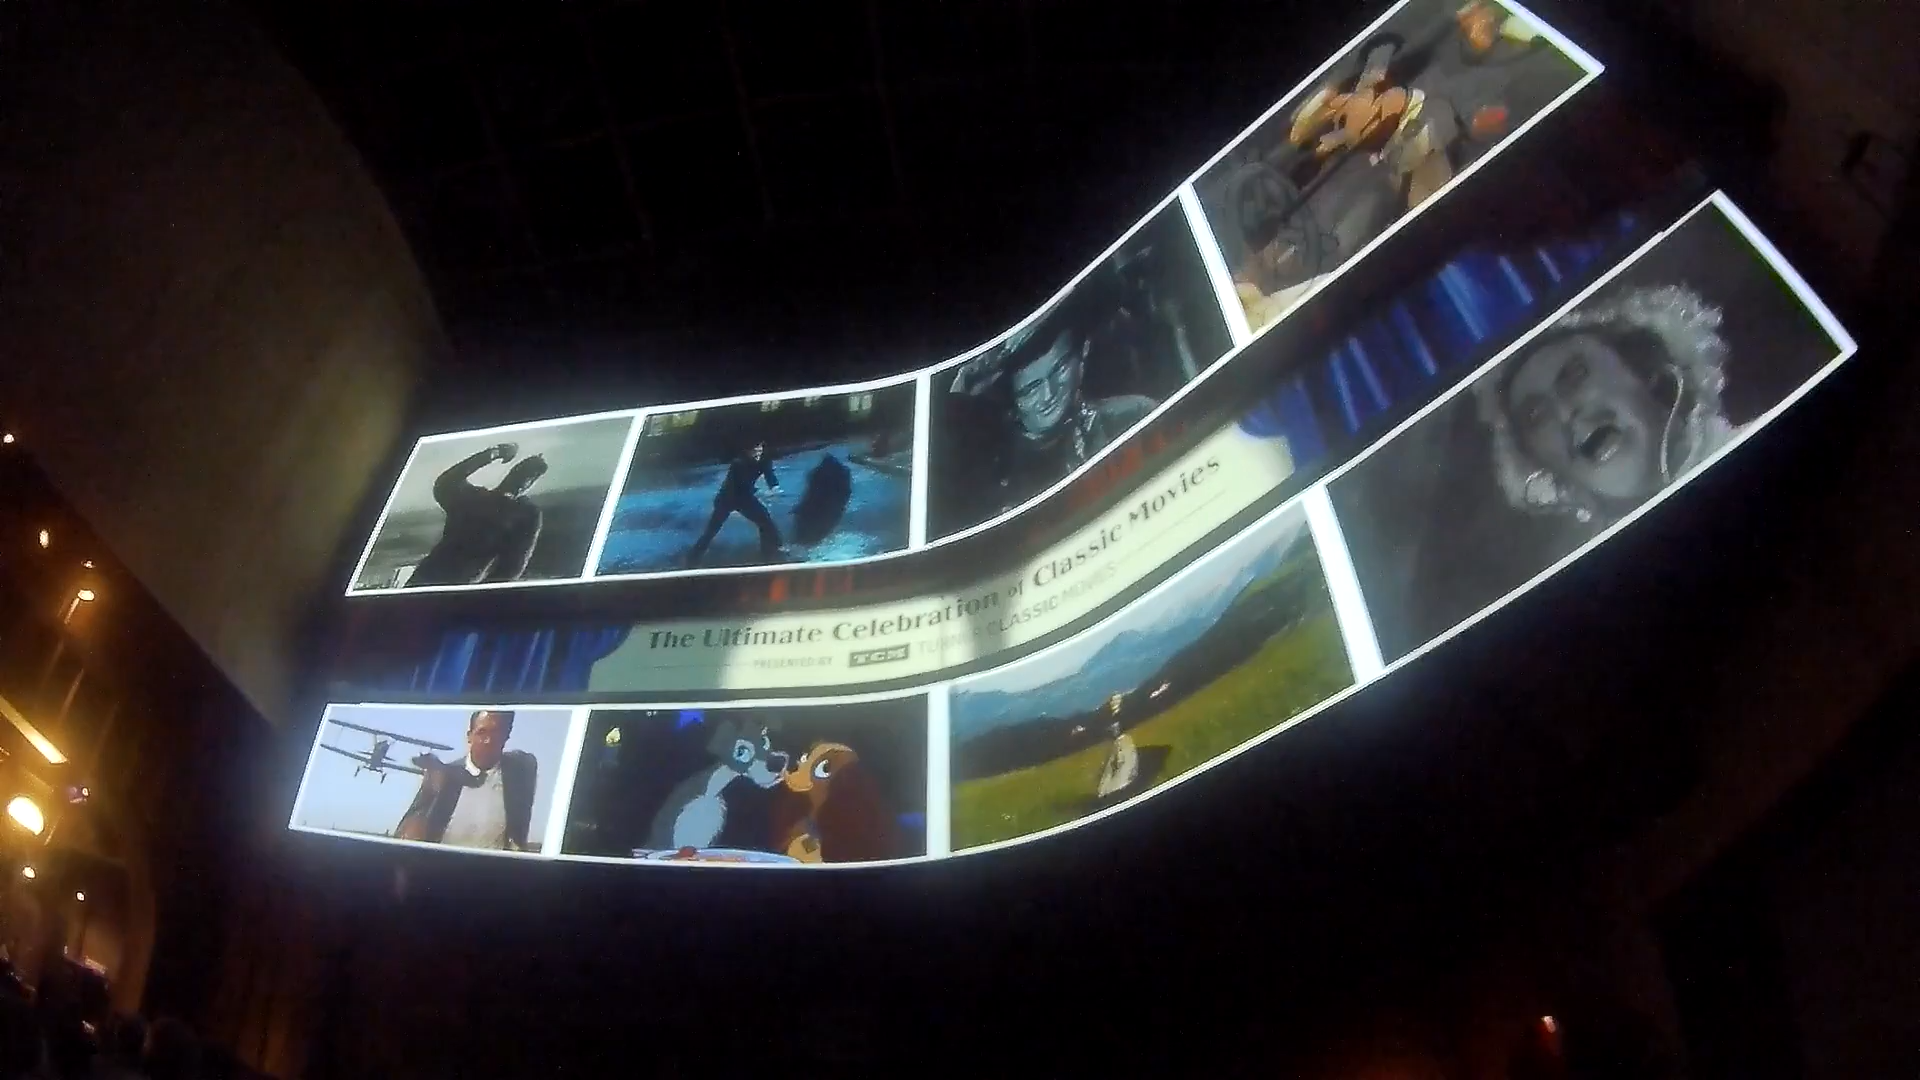 The Ultimate Celebration of Classic Movies
PRESENTED BY TCM TURNER CLASSIC MOVIES